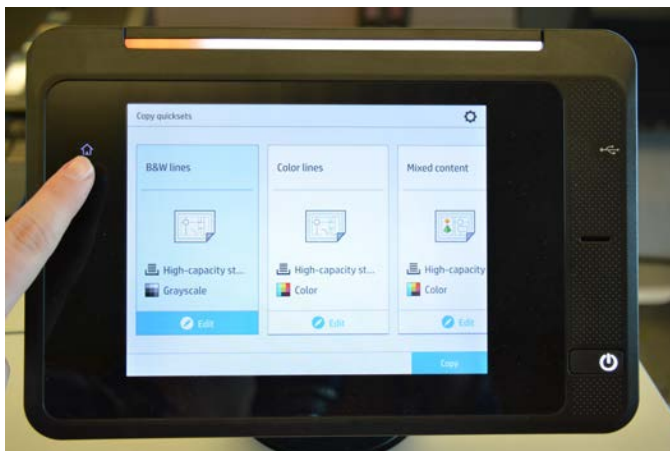 Copy quicksets
B&W lines
Color lines
Mixed content
High-capacity st...
High-capacity st...
High-capacity
Grayscale
Color
Color
Edit
Edit
Edit
Copy